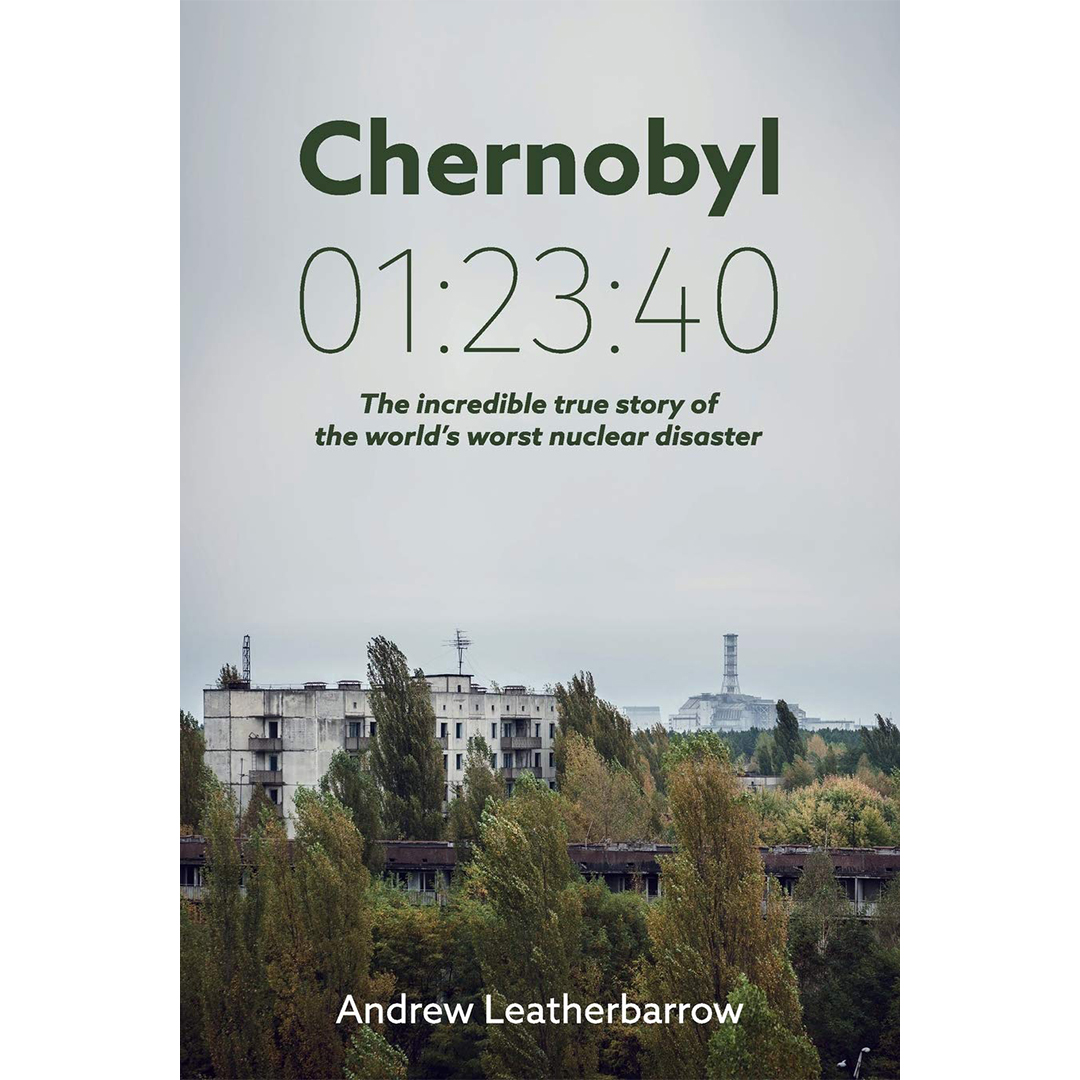 Chernobyl
01:23:40
The incredible true story of
the world’s worst nuclear disaster
Andrew Leatherbarrow